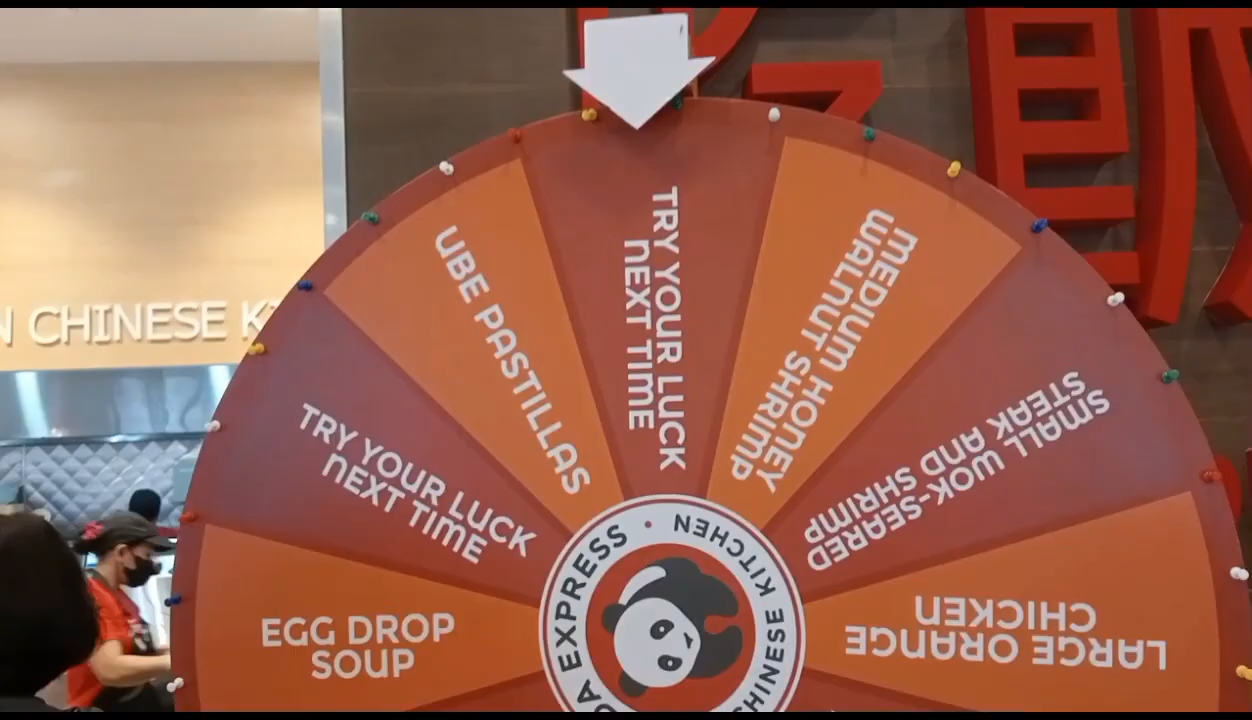 N CHINESE K
UBE PASTILLAS
TRY YOUR LUCK
NEXT TIME
MEDIUM HONEY
WALNUT SHRIMP
TRY YOUR LUCK
NEXT TIME
SMALL WOK-SEARED
STEAK AND SHRIMP
EGG DROP
SOUP
LARGE ORANGE
CHICKEN
DA EXPRESS • CHINESE KITCHEN